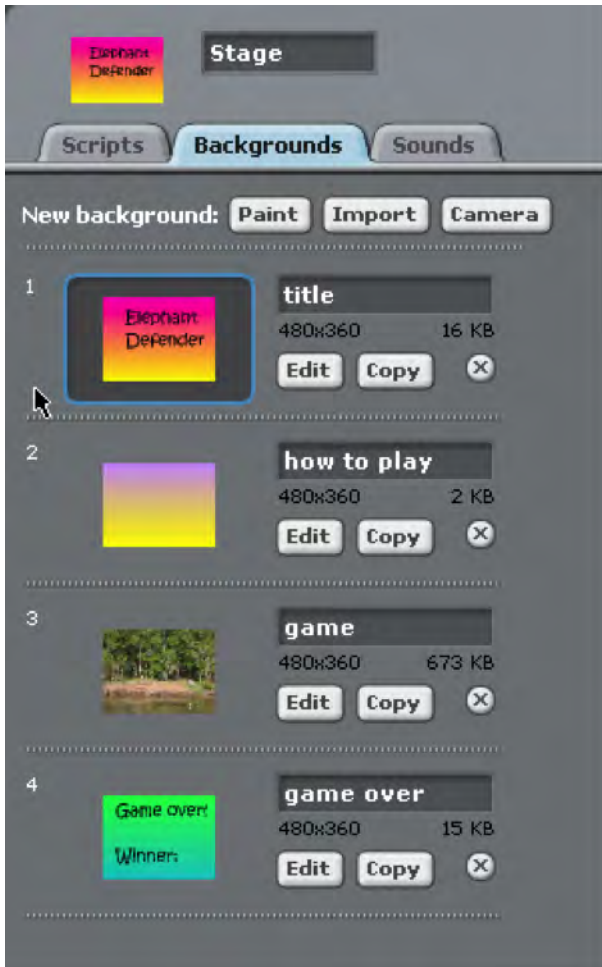 Elephant
Defender
Stage
Scripts Backgrounds Sounds
New background: Paint Import Camera
1
Elephant
Defender
title
480x360 16 KB
Edit Copy
2
how to play
480x360 2 KB
Edit Copy
3
game
480x360 673 KB
Edit Copy
4
Game over!
Winner:
game over
480x360 15 KB
Edit Copy